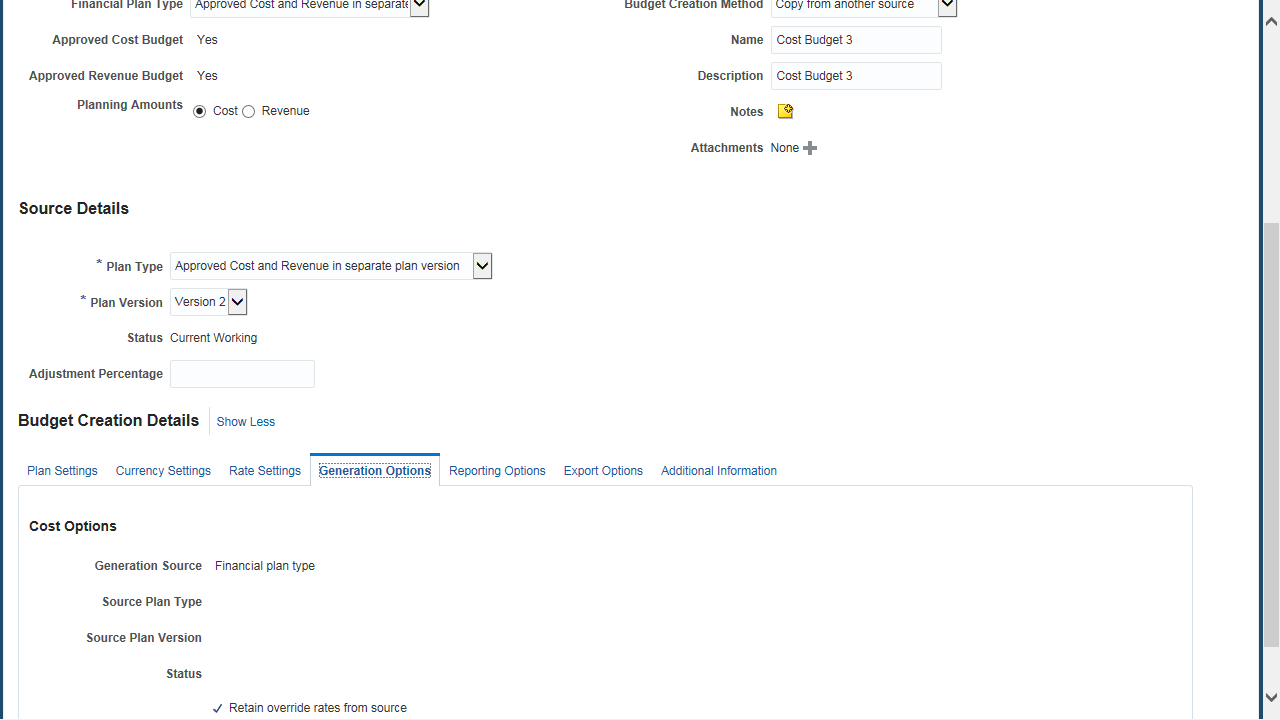 Financial Plan Type Approved Cost and Revenue in separate
Budget Creation Method Copy from another source
Approved Cost Budget Yes
Name Cost Budget 3
Approved Revenue Budget Yes
Description Cost Budget 3
Planning Amounts Cost Revenue
Notes
Attachments None
Source Details
* Plan Type Approved Cost and Revenue in separate plan version
* Plan Version Version 2
Status Current Working
Adjustment Percentage
Budget Creation Details Show Less
Plan Settings Currency Settings Rate Settings Generation Options Reporting Options Export Options Additional Information
Cost Options
Generation Source Financial plan type
Source Plan Type
Source Plan Version
Status
Retain override rates from source